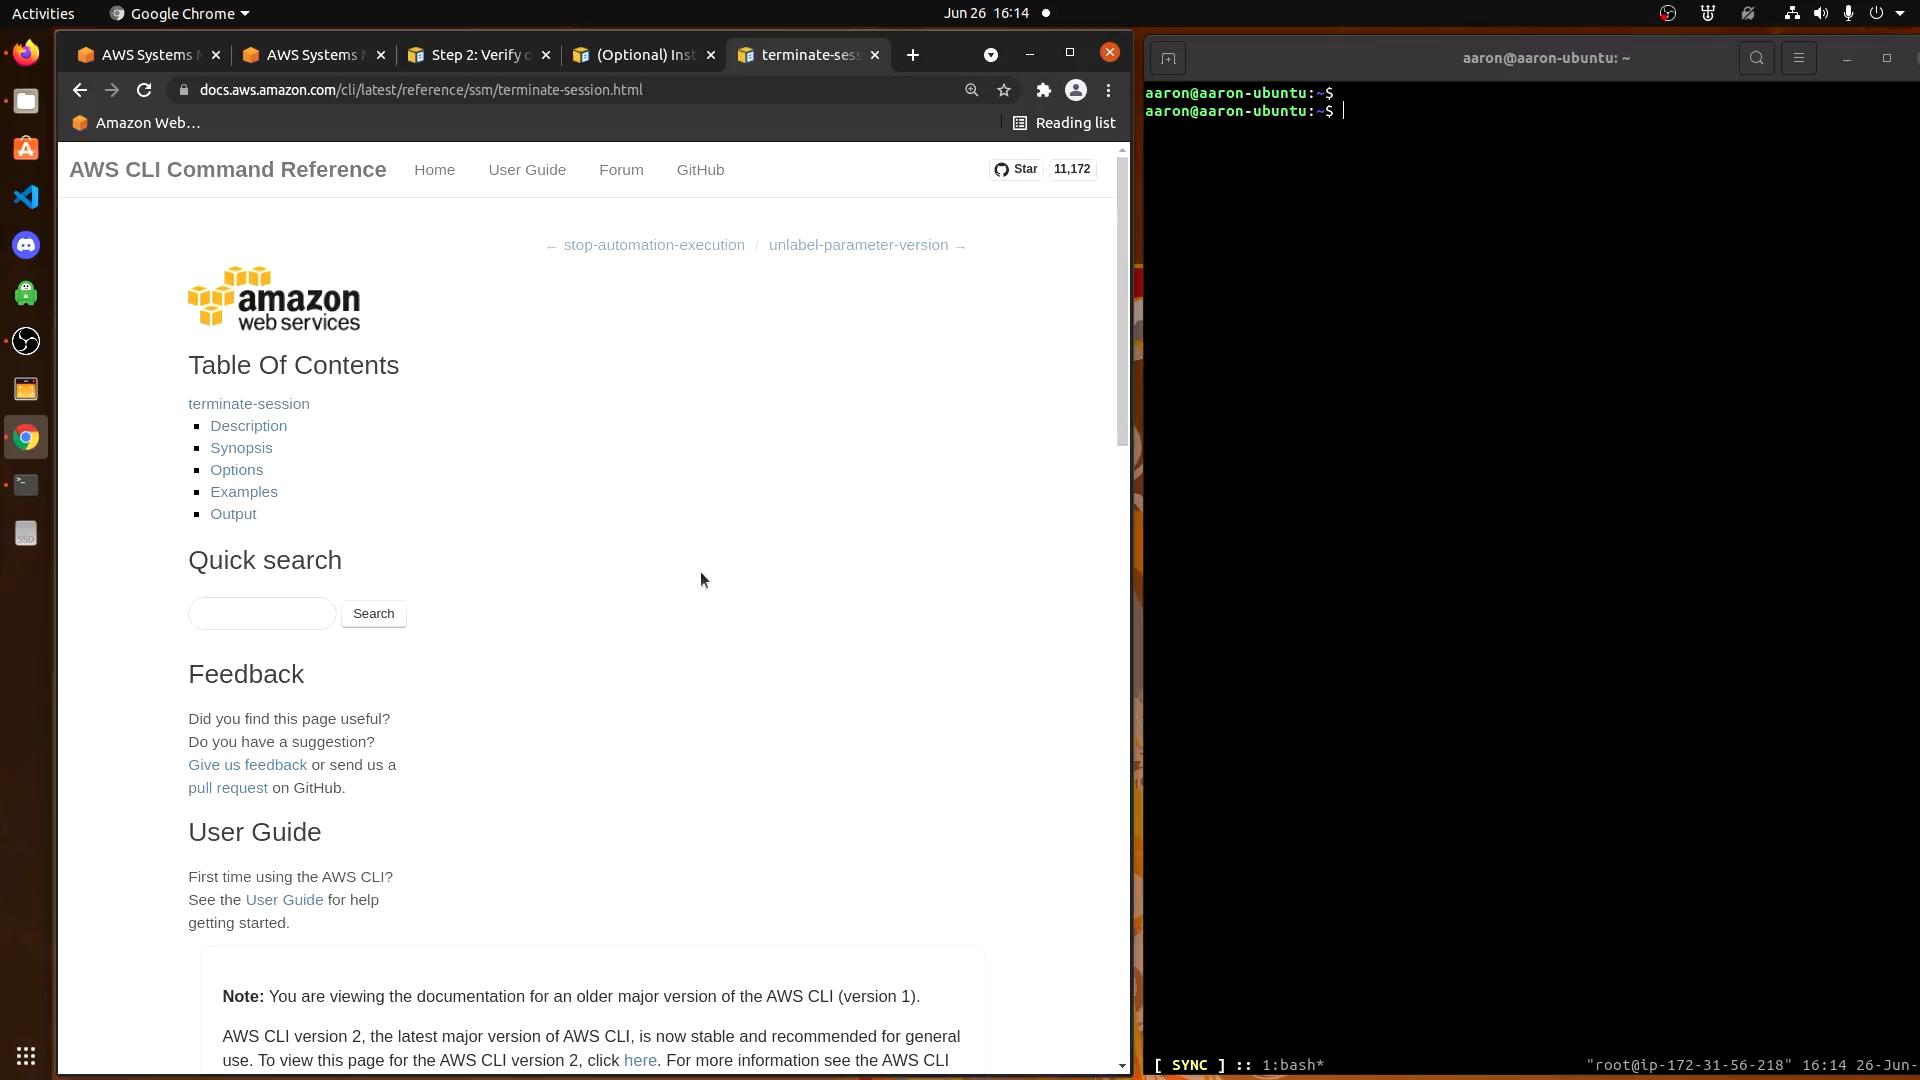 Activities
Google Chrome
Jun 26 16:14
AWS Systems M
AWS Systems M
Step 2: Verify o
(Optional) Inst
terminate-sess
docs.aws.amazon.com/cli/latest/reference/ssm/terminate-session.html
Amazon Web…
Reading list
AWS CLI Command Reference
Home
User Guide
Forum
GitHub
Star
11,172
← stop-automation-execution / unlabel-parameter-version →
amazon
web services
Table Of Contents
terminate-session
Description
Synopsis
Options
Examples
Output
Quick search
Search
Feedback
Did you find this page useful?
Do you have a suggestion?
Give us feedback or send us a
pull request on GitHub.
User Guide
First time using the AWS CLI?
See the User Guide for help
getting started.
Note: You are viewing the documentation for an older major version of the AWS CLI (version 1).
AWS CLI version 2, the latest major version of AWS CLI, is now stable and recommended for general
use. To view this page for the AWS CLI version 2, click here. For more information see the AWS CLI
SSD
aaron@aaron-ubuntu: ~
aaron@aaron-ubuntu:~$
aaron@aaron-ubuntu:~$
[ SYNC ] :: 1:bash*
"root@ip-172-31-56-218" 16:14 26-Jun-